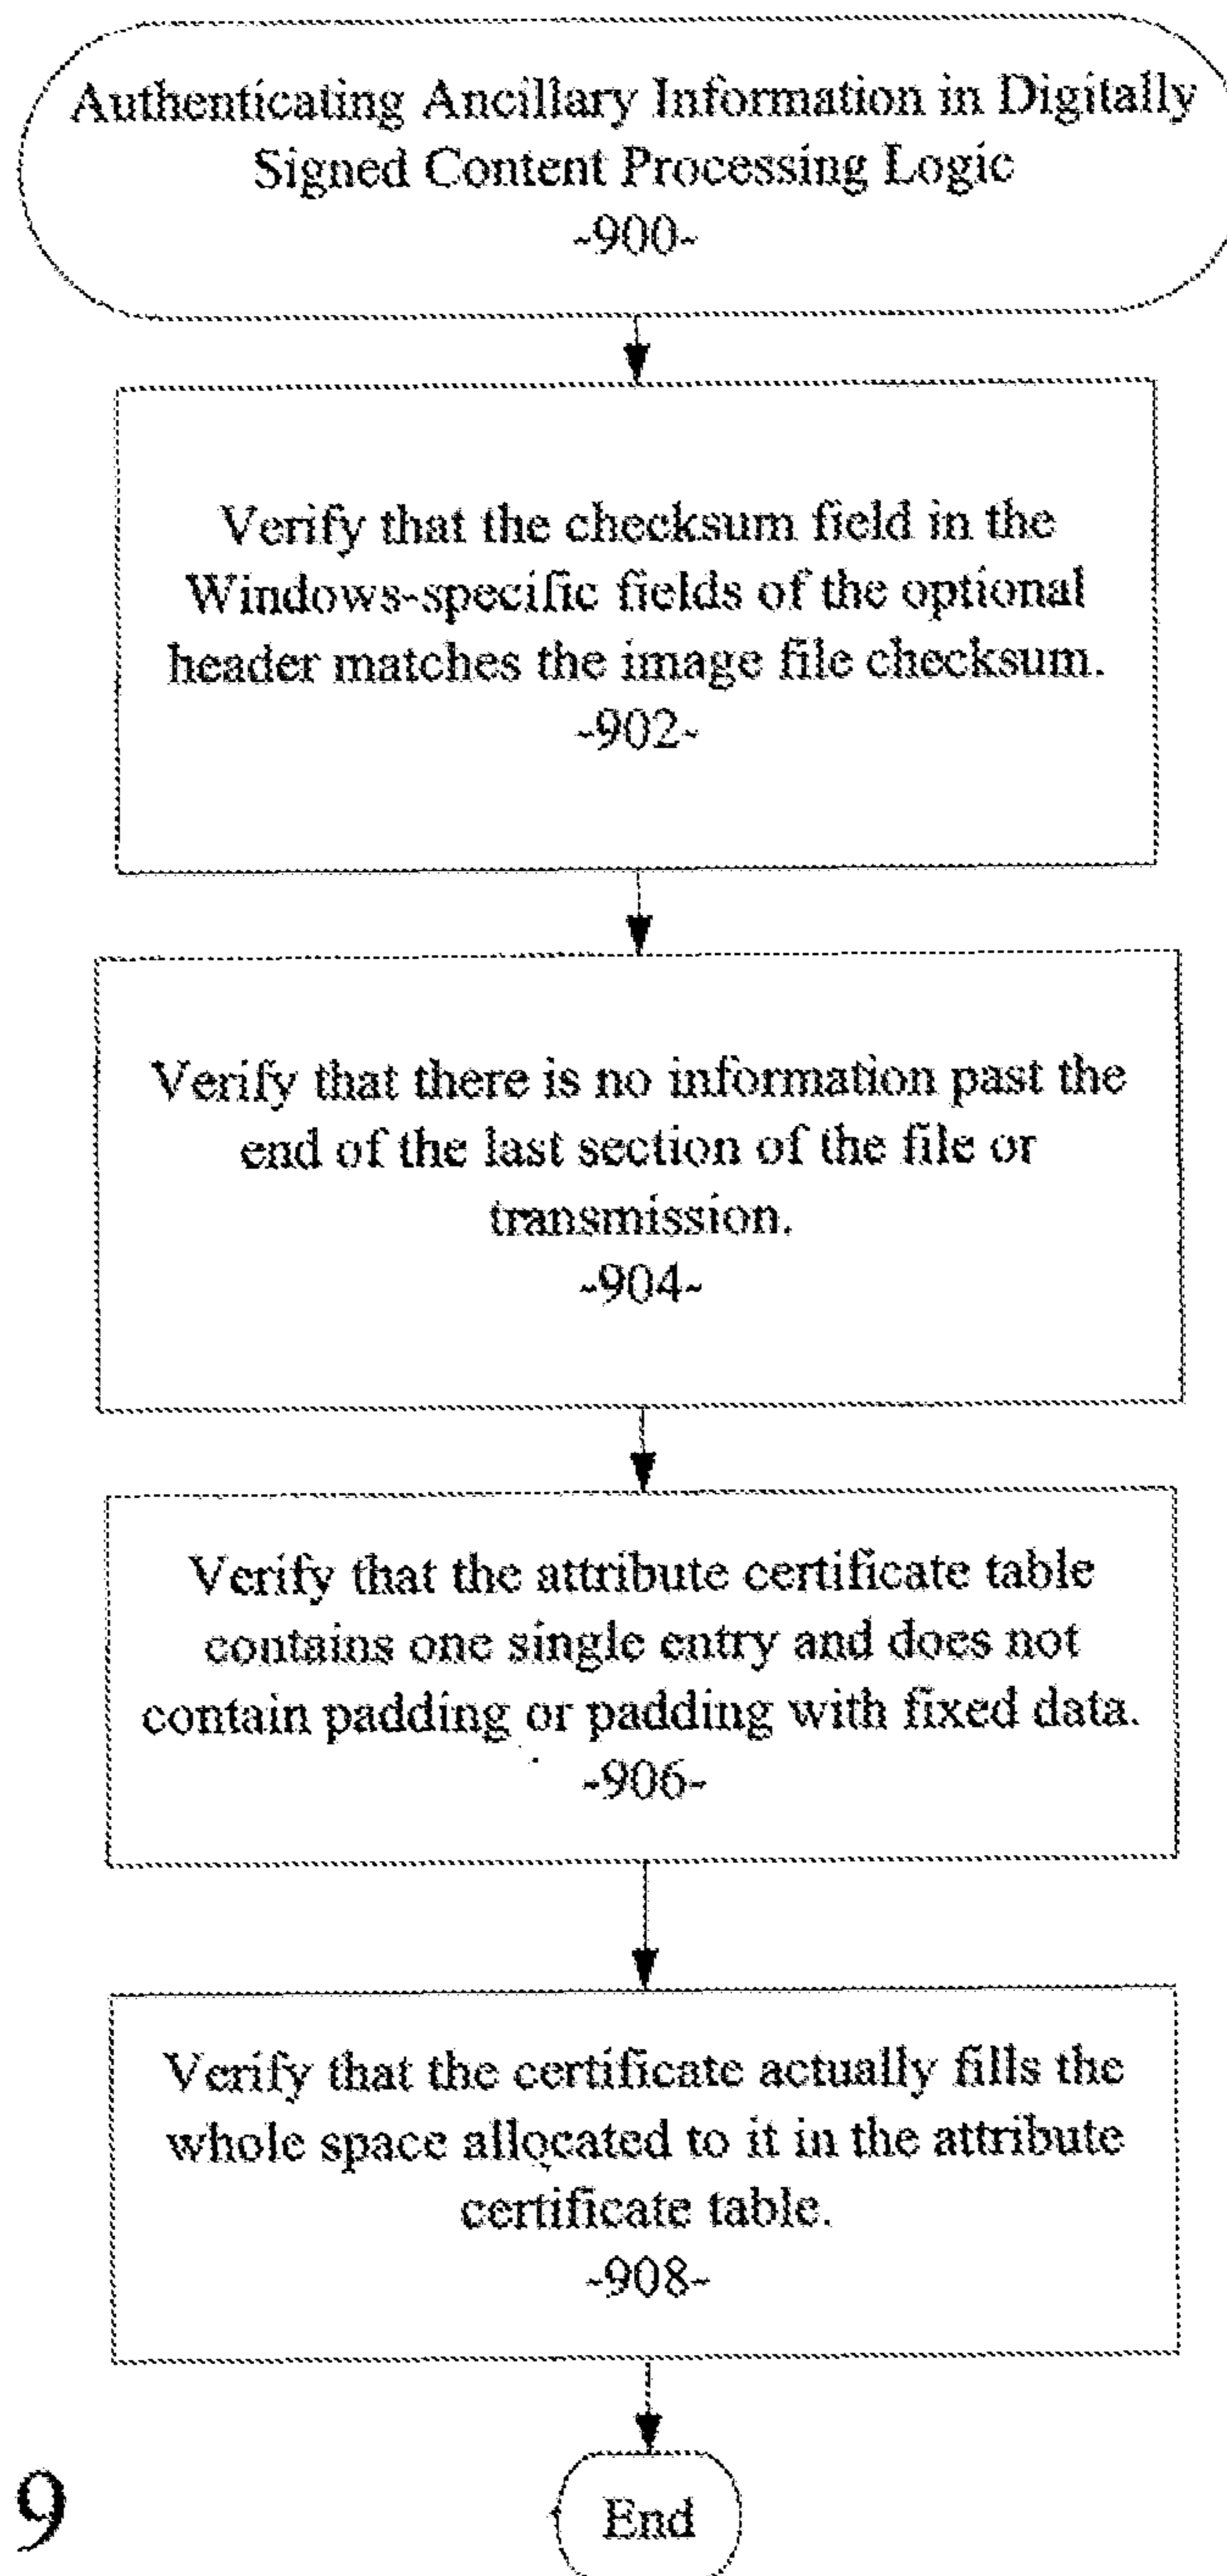 Authenticating Ancillary Information in Digitally
Signed Content Processing Logic
-900-
Verify that the checksum field in the
Windows-specific fields of the optional
header matches the image file checksum.
-902-
Verify that there is no information past the
end of the last section of the file or
transmission.
-904-
Verify that the attribute certificate table
contains one single entry and does not
contain padding or padding with fixed data.
-906-
Verify that the certificate actually fills the
whole space allocated to it in the attribute
certificate table.
-908-
End
9